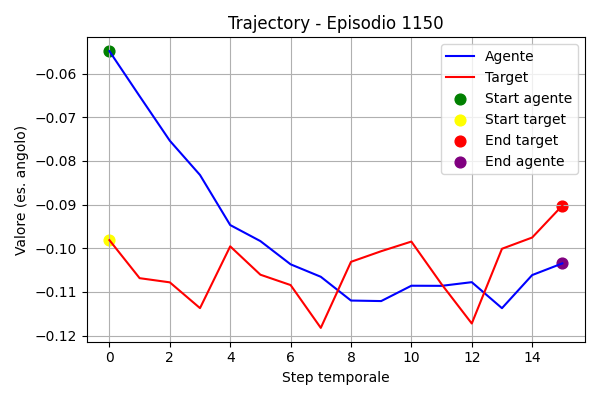 Trajectory - Episodio 1150
Valore (es. angolo)
−0.06
−0.07
−0.08
−0.09
−0.10
−0.11
−0.12
Agente
Target
Start agente
Start target
End target
End agente
0 2 4 6 8 10 12 14
Step temporale